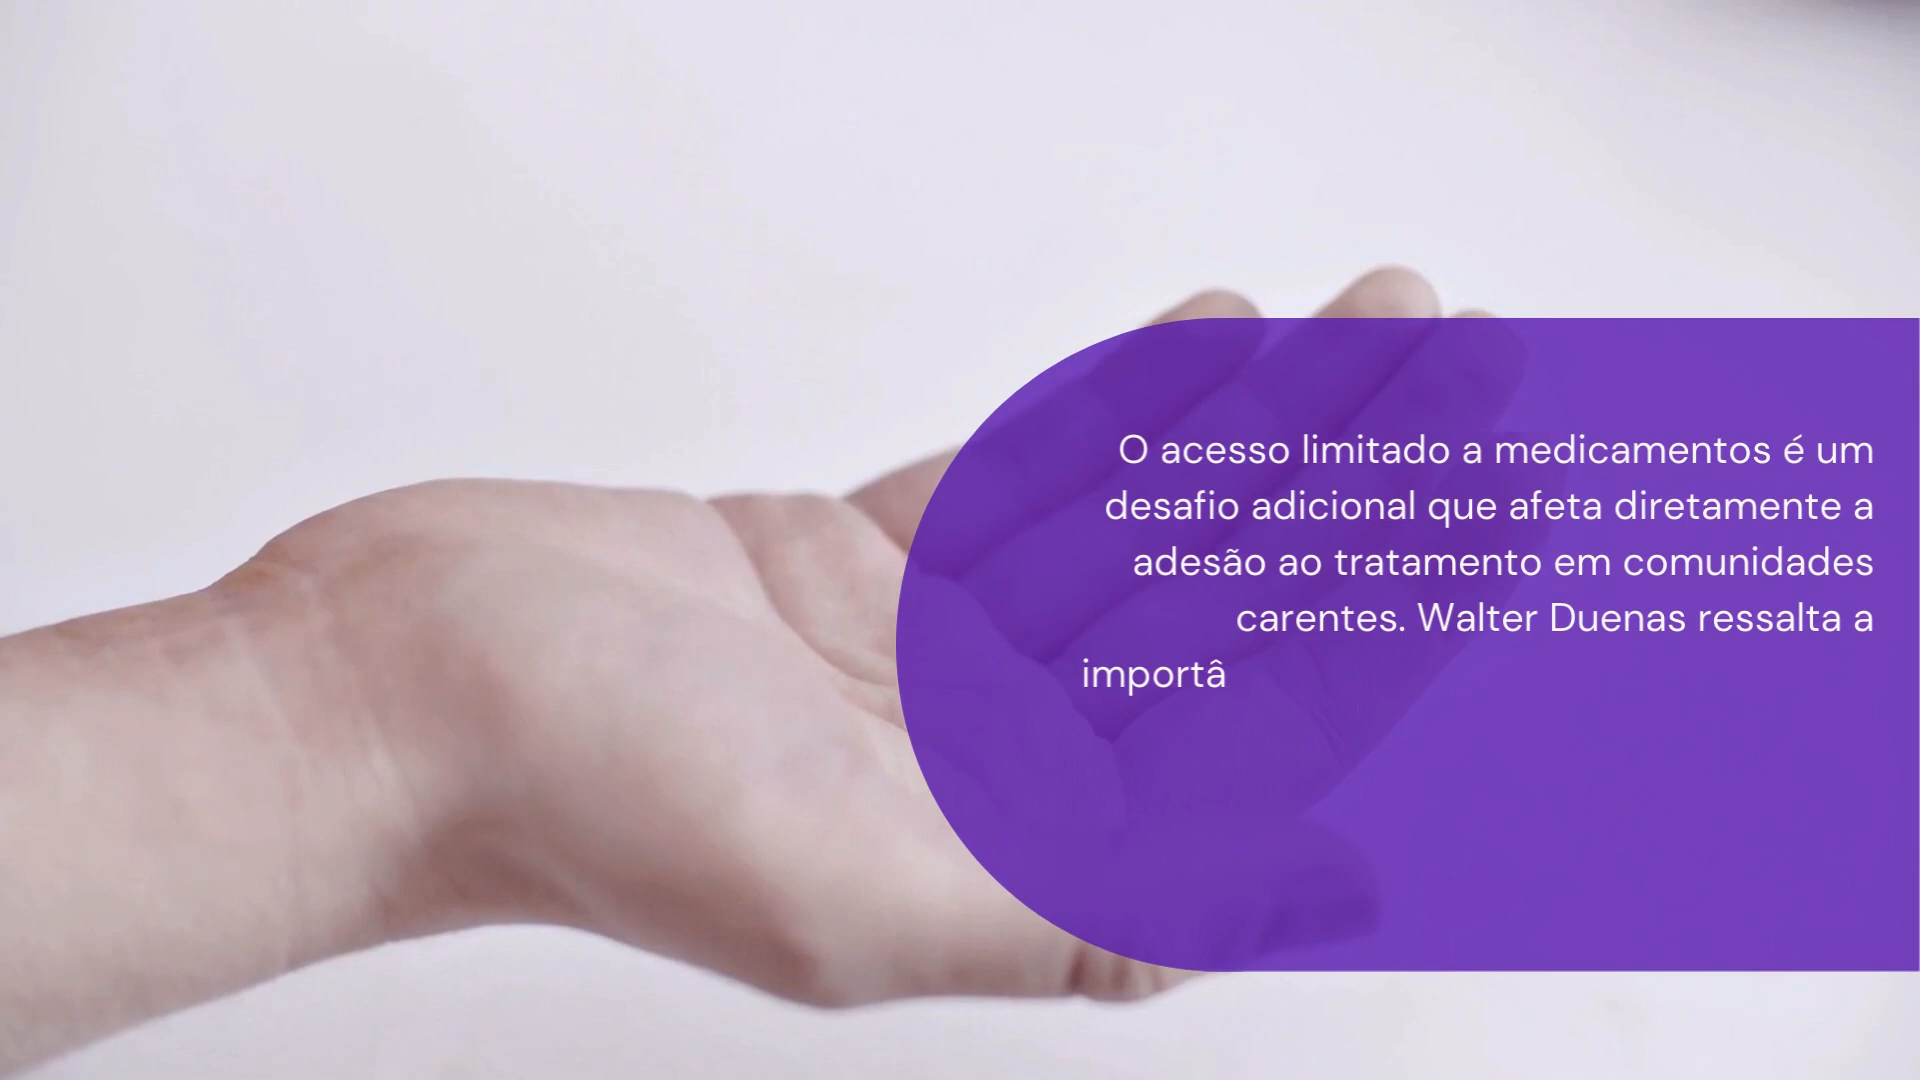 O acesso limitado a medicamentos é um
desafio adicional que afeta diretamente a
adesão ao tratamento em comunidades
carentes. Walter Duenas ressalta a
importâ